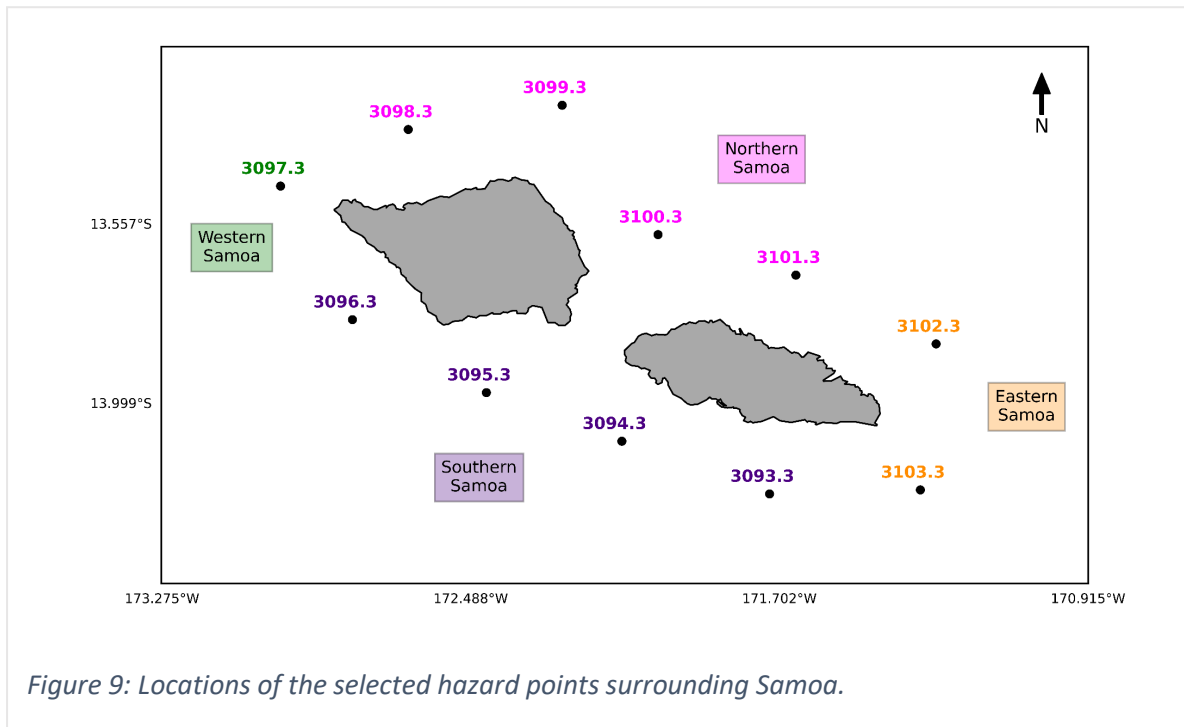 3099.3
3098.3
N
Northern
Samoa
3097.3
3100.3
13.557°S
Western
Samoa
3101.3
3096.3
3102.3
3095.3
13.999°S
Eastern
Samoa
3094.3
Southern
Samoa
3093.3
3103.3
173.275°W
172.488°W
171.702°W
170.915°W
Figure 9: Locations of the selected hazard points surrounding Samoa.